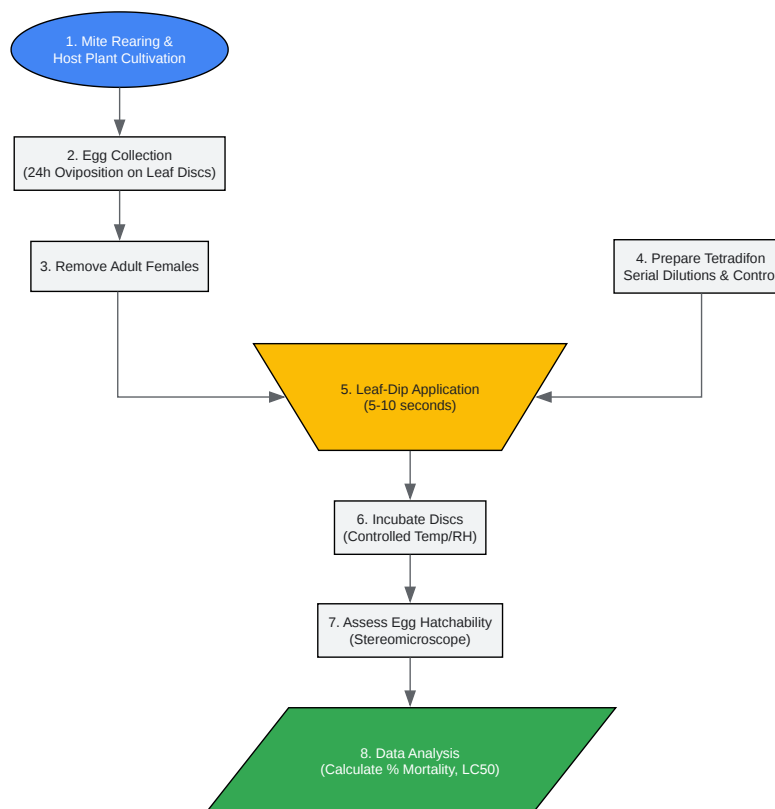 1. Mite Rearing &
Host Plant Cultivation
2. Egg Collection
(24h Oviposition on Leaf Discs)
3. Remove Adult Females
4. Prepare Tetradifon
Serial Dilutions & Contro
5. Leaf-Dip Application
(5-10 seconds)
6. Incubate Discs
(Controlled Temp/RH)
7. Assess Egg Hatchability
(Stereomicroscope)
8. Data Analysis
(Calculate % Mortality, LC50)